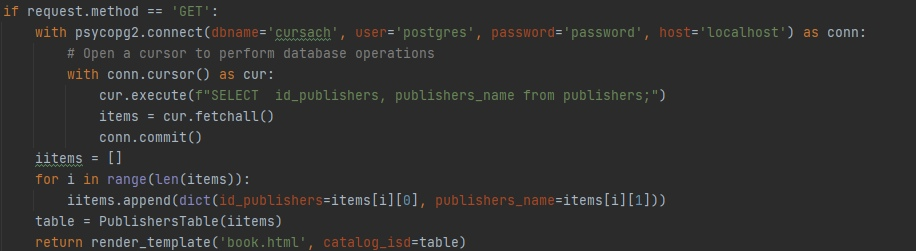 if request.method == 'GET':
    with psycopg2.connect(dbname='cursach', user='postgres', password='password', host='localhost') as conn:
        # Open a cursor to perform database operations
        with conn.cursor() as cur:
            cur.execute(f"SELECT  id_publishers, publishers_name from publishers;")
            items = cur.fetchall()
            conn.commit()
    iitems = []
    for i in range(len(items)):
        iitems.append(dict(id_publishers=items[i][0], publishers_name=items[i][1]))
    table = PublishersTable(iitems)
    return render_template('book.html', catalog_isd=table)